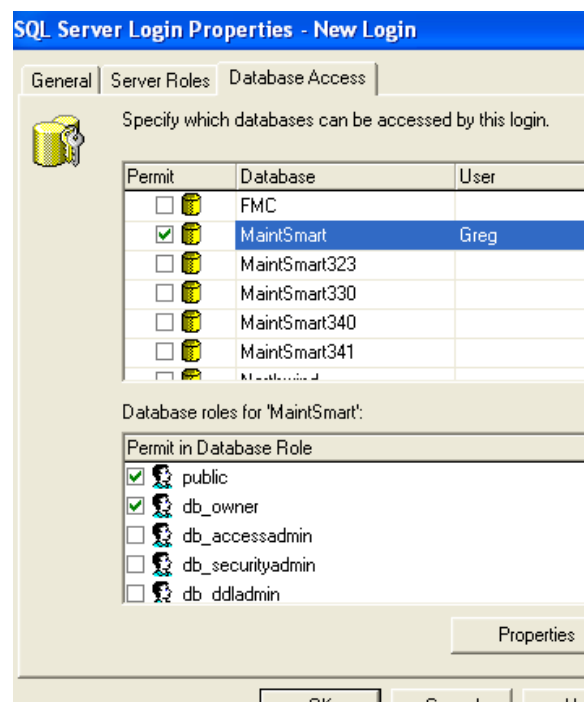 SQL Server Login Properties - New Login
General Server Roles Database Access
Specify which databases can be accessed by this login.
Permit Database User
FMC
MaintSmart Greg
MaintSmart323
MaintSmart330
MaintSmart340
MaintSmart341
Northwind
Database roles for 'MaintSmart':
Permit in Database Role
public
db_owner
db_accessadmin
db_securityadmin
db_ddladmin
Properties
OK